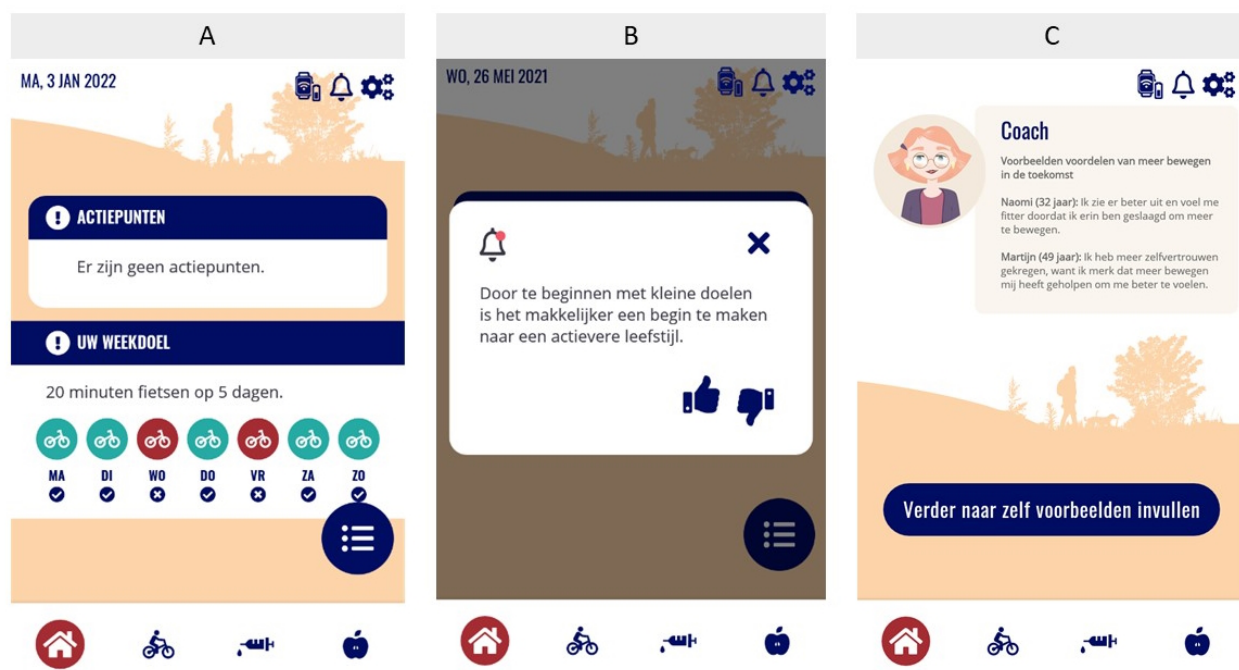 A
MA, 3 JAN 2022
ACTIEPUNTEN
Er zijn geen actiepunten.
UW WEEKDOEL
20 minuten fietsen op 5 dagen.
MA DI WO DO VR ZA ZO
B
WO, 26 MEI 2021
Door te beginnen met kleine doelen
is het makkelijker een begin te maken
naar een actievere leefstijl.
C
Coach
Voorbeelden voordelen van meer bewegen
in de toekomst
Naomi (32 jaar): Ik zie er beter uit en voel me
fitter doordat ik erin ben geslaagd om meer
te bewegen.
Martijn (49 jaar): Ik heb meer zelfvertrouwen
gekregen, want ik merk dat meer bewegen
mij heeft geholpen om me beter te voelen.
Verder naar zelf voorbeelden invullen